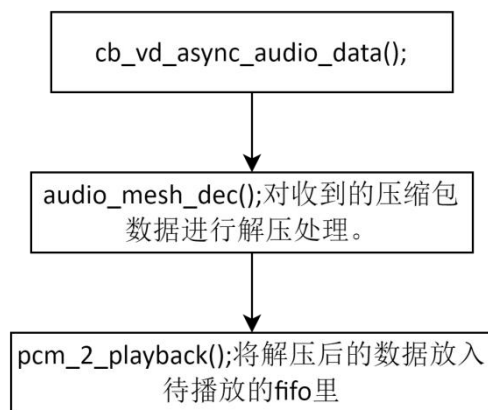 cb_vd_async_audio_data();
audio_mesh_dec();对收到的压缩包
数据进行解压处理。
pcm_2_playback();将解压后的数据放入
待播放的fifo里